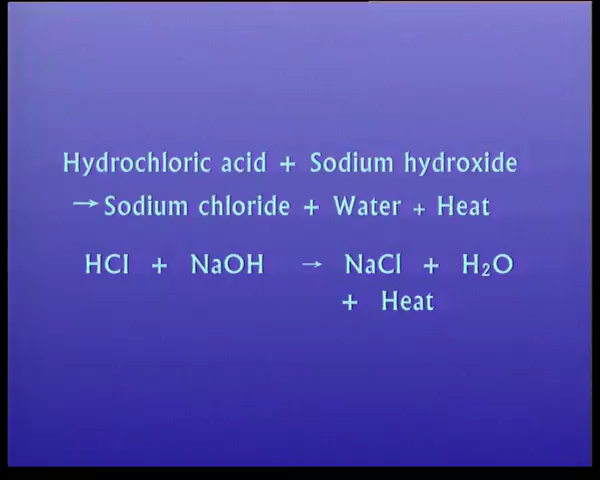 Hydrochloric acid + Sodium hydroxide
→ Sodium chloride + Water + Heat
HCl + NaOH → NaCl + H₂O
+ Heat